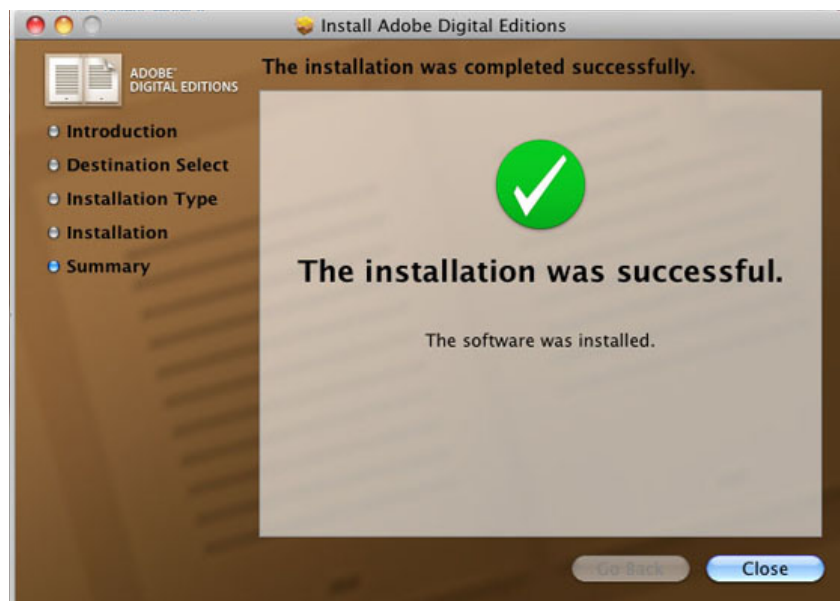 Install Adobe Digital Editions
ADOBE®
DIGITAL EDITIONS
The installation was completed successfully.
Introduction
Destination Select
Installation Type
Installation
Summary
The installation was successful.
The software was installed.
Go Back
Close